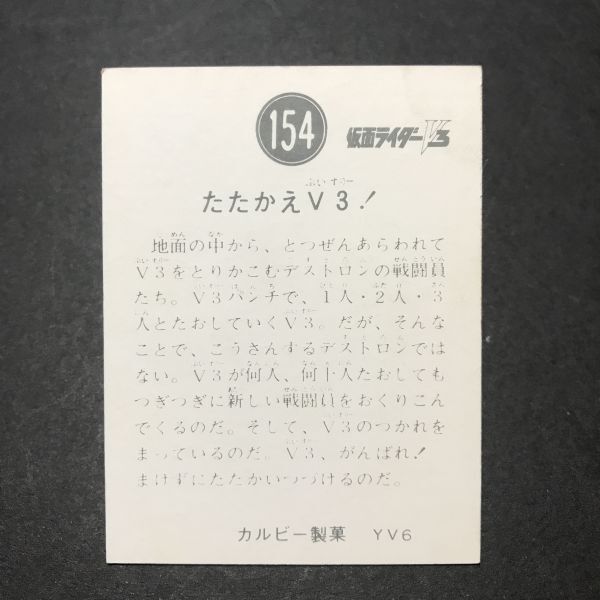 154
仮面ライダーV3
ぶいすりー
たたかえV3!
地面の中から、とつぜんあらわれて
V3をとりかこむデストロンの戦闘員
たち。V3パンチで、1人・2人・3
人とたおしていくV3。だが、そんな
ことで、こうさんするデストロンでは
ない。V3が何人、何十人たおしても
つぎつぎに新しい戦闘員をおくりこん
でくるのだ。そして、V3のつかれを
まっているのだ。V3、がんばれ!
まけずにたたかいつづけるのだ。
カルビー製菓 YV6